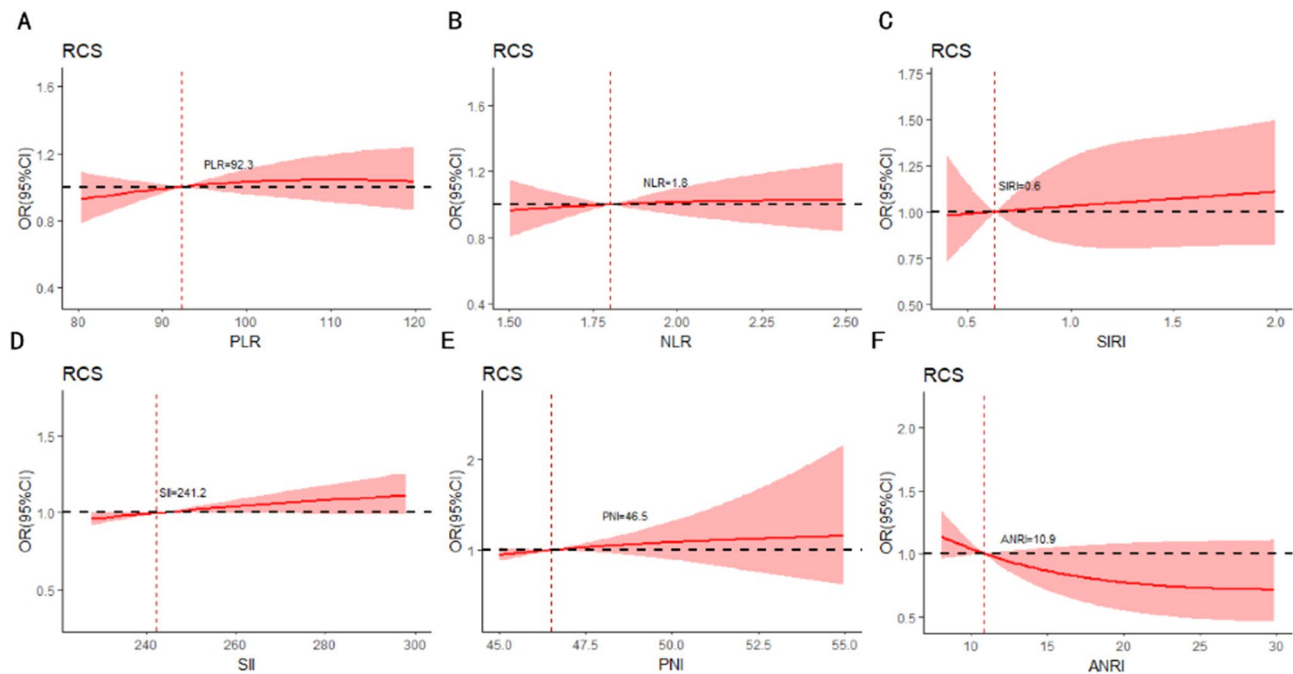 A
RCS
OR(95%CI)
1.6
1.2
1.0
0.8
0.4
PLR=92.3
80
90
100
110
120
PLR
B
RCS
OR(95%CI)
1.6
1.2
1.0
0.8
0.4
NLR=1.8
1.50
1.75
2.00
2.25
2.50
NLR
C
RCS
OR(95%CI)
1.75
1.50
1.25
1.00
0.75
0.50
SIRI=0.6
0.5
1.0
1.5
2.0
SIRI
D
RCS
OR(95%CI)
1.5
1.0
0.5
SII=241.2
240
260
280
300
SII
E
RCS
OR(95%CI)
2
1
PNI=46.5
45.0
47.5
50.0
52.5
55.0
PNI
F
RCS
OR(95%CI)
2.0
1.5
1.0
0.5
ANRI=10.9
10
15
20
25
30
ANRI